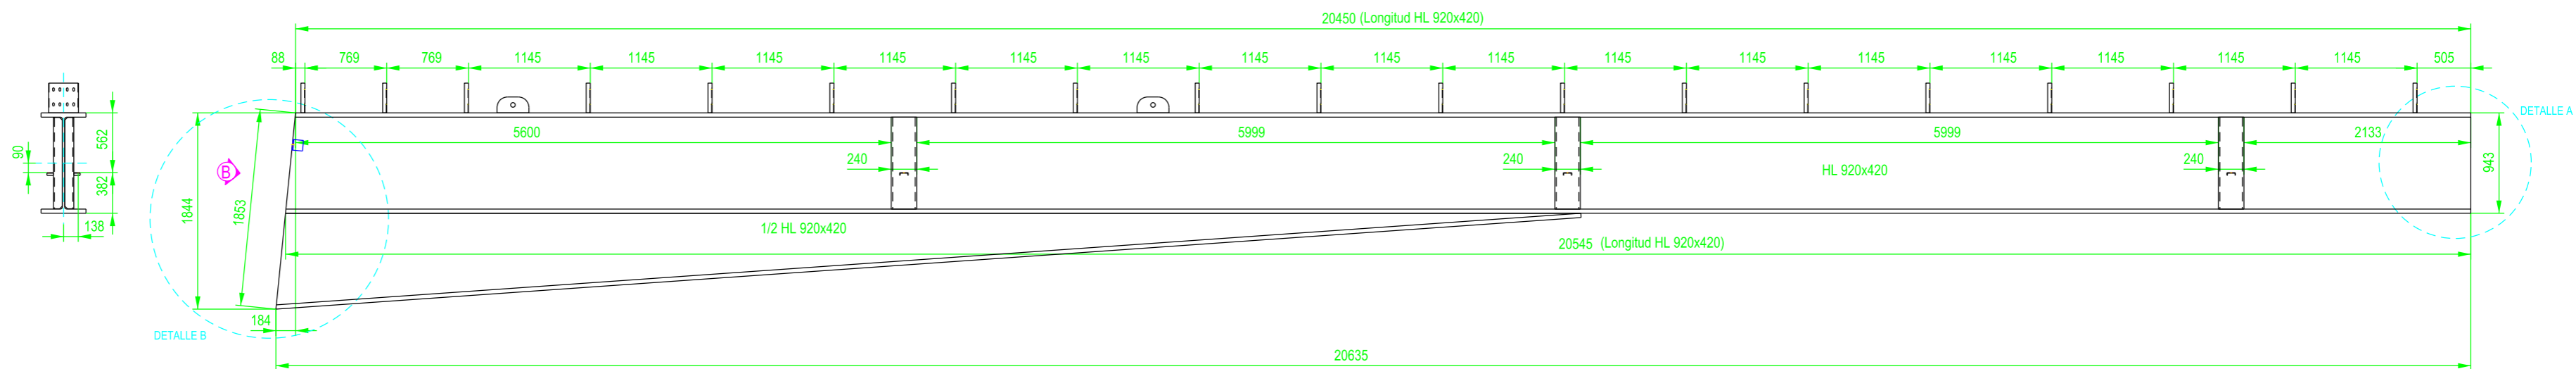 20450 (Longitud HL 920x420)
88 769 769 1145 1145 1145 1145 1145 1145 1145 1145 1145 1145 1145 1145 1145 1145 1145 1145 505
DETALLE A
5600 5999 5999 2133
562
90
240 240 240
HL 920x420
943
B
382
1844
1853
138
1/2 HL 920x420
20545 (Longitud HL 920x420)
184
DETALLE B
20635